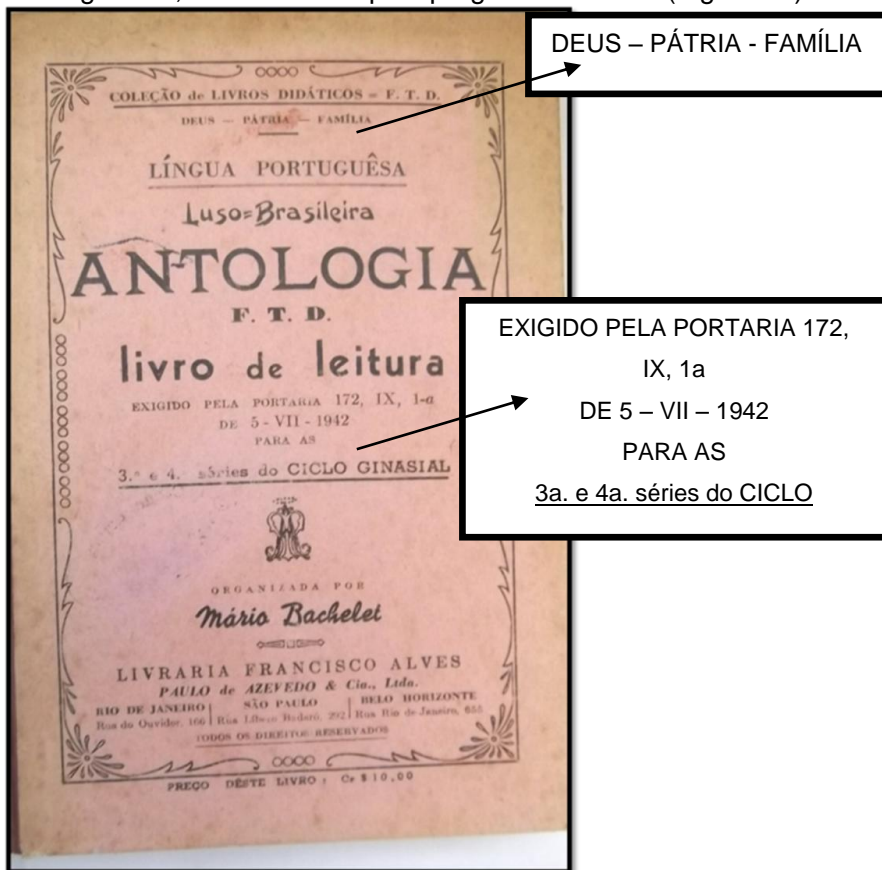 DEUS – PÁTRIA - FAMÍLIA
COLEÇÃO de LIVROS DIDÁTICOS - F. T. D.
DEUS — PÁTRIA — FAMÍLIA
LÍNGUA PORTUGUÊSA
Luso=Brasileira
ANTOLOGIA
F. T. D.
livro de leitura
EXIGIDO PELA PORTARIA 172, IX, 1-a
DE 5 - VII - 1942
PARA AS
3.ª e 4.ª séries do CICLO GINASIAL
EXIGIDO PELA PORTARIA 172,
IX, 1a
DE 5 – VII – 1942
PARA AS
3a. e 4a. séries do CICLO
ORGANIZADA POR
Mário Bachelet
LIVRARIA FRANCISCO ALVES
PAULO de AZEVEDO & Cia., Ltda.
RIO DE JANEIRO | SÃO PAULO | BELO HORIZONTE
Rua do Ouvidor, 166 | Rua Líbero Badaró, 292 | Rua Rio de Janeiro, 655
TODOS OS DIREITOS RESERVADOS
PREÇO DÊSTE LIVRO: Cr $ 10,00